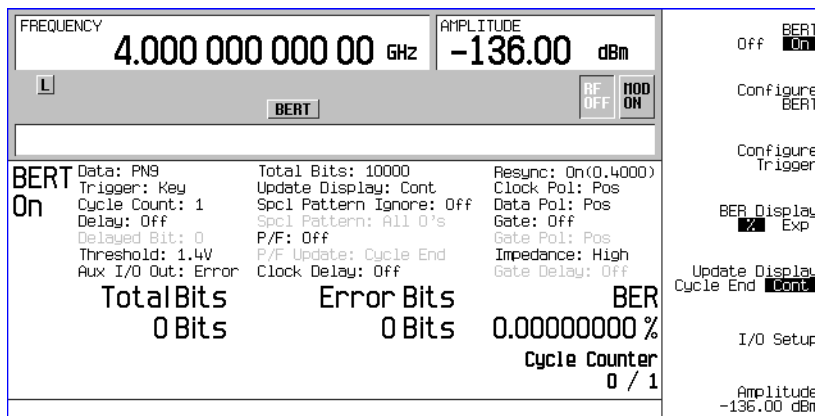 FREQUENCY
4.000 000 000 00 GHz
AMPLITUDE
-136.00 dBm
L
BERT
RF OFF
MOD ON
BERT On
Data: PN9
Trigger: Key
Cycle Count: 1
Delay: Off
Delayed Bit: 0
Threshold: 1.4V
Aux I/O Out: Error
Total Bits: 10000
Update Display: Cont
Spcl Pattern Ignore: Off
Spcl Pattern: All 0's
P/F: Off
P/F Update: Cycle End
Clock Delay: Off
Resync: On(0.4000)
Clock Pol: Pos
Data Pol: Pos
Gate: Off
Gate Pol: Pos
Impedance: High
Gate Delay: Off
Total Bits
0 Bits
Error Bits
0 Bits
BER
0.00000000 %
Cycle Counter
0 / 1
BERT
Off On
Configure
BERT
Configure
Trigger
BER Display
% Exp
Update Display
Cycle End Cont
I/O Setup
Amplitude
-136.00 dBm